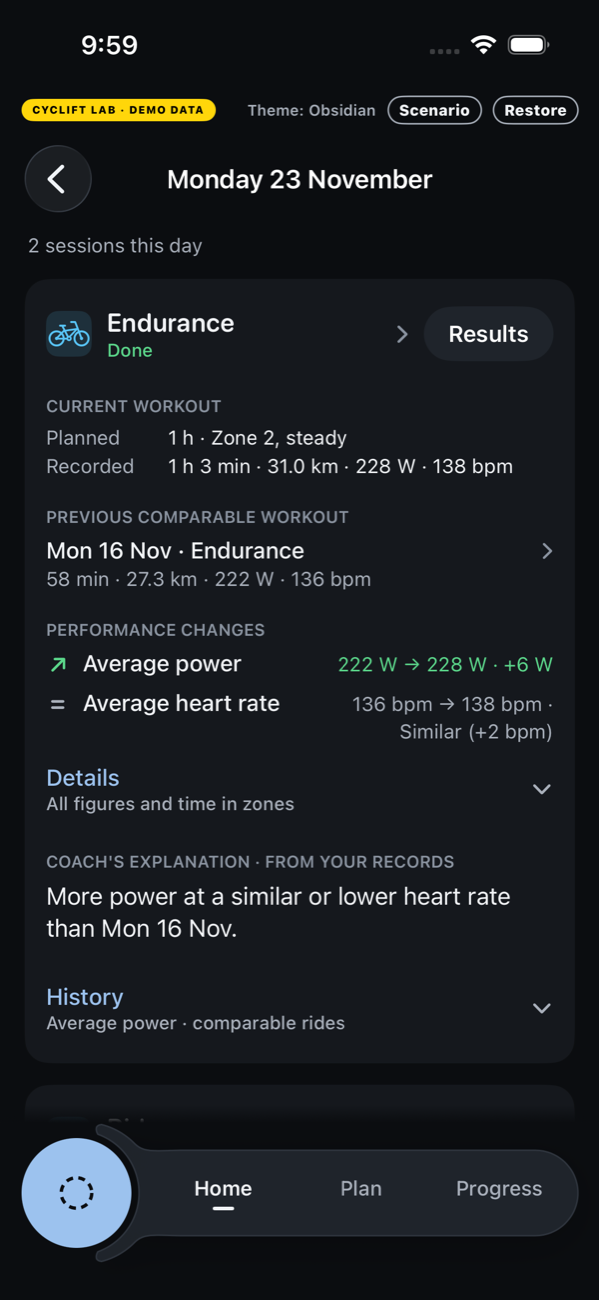 9:59
CYCLIFT LAB · DEMO DATA
Theme: Obsidian
Scenario
Restore
Monday 23 November
2 sessions this day
Endurance
Done
Results
CURRENT WORKOUT
Planned 1 h · Zone 2, steady
Recorded 1 h 3 min · 31.0 km · 228 W · 138 bpm
PREVIOUS COMPARABLE WORKOUT
Mon 16 Nov · Endurance
58 min · 27.3 km · 222 W · 136 bpm
PERFORMANCE CHANGES
Average power 222 W → 228 W · +6 W
= Average heart rate 136 bpm → 138 bpm ·
Similar (+2 bpm)
Details
All figures and time in zones
COACH'S EXPLANATION · FROM YOUR RECORDS
More power at a similar or lower heart rate
than Mon 16 Nov.
History
Average power · comparable rides
Home
Plan
Progress